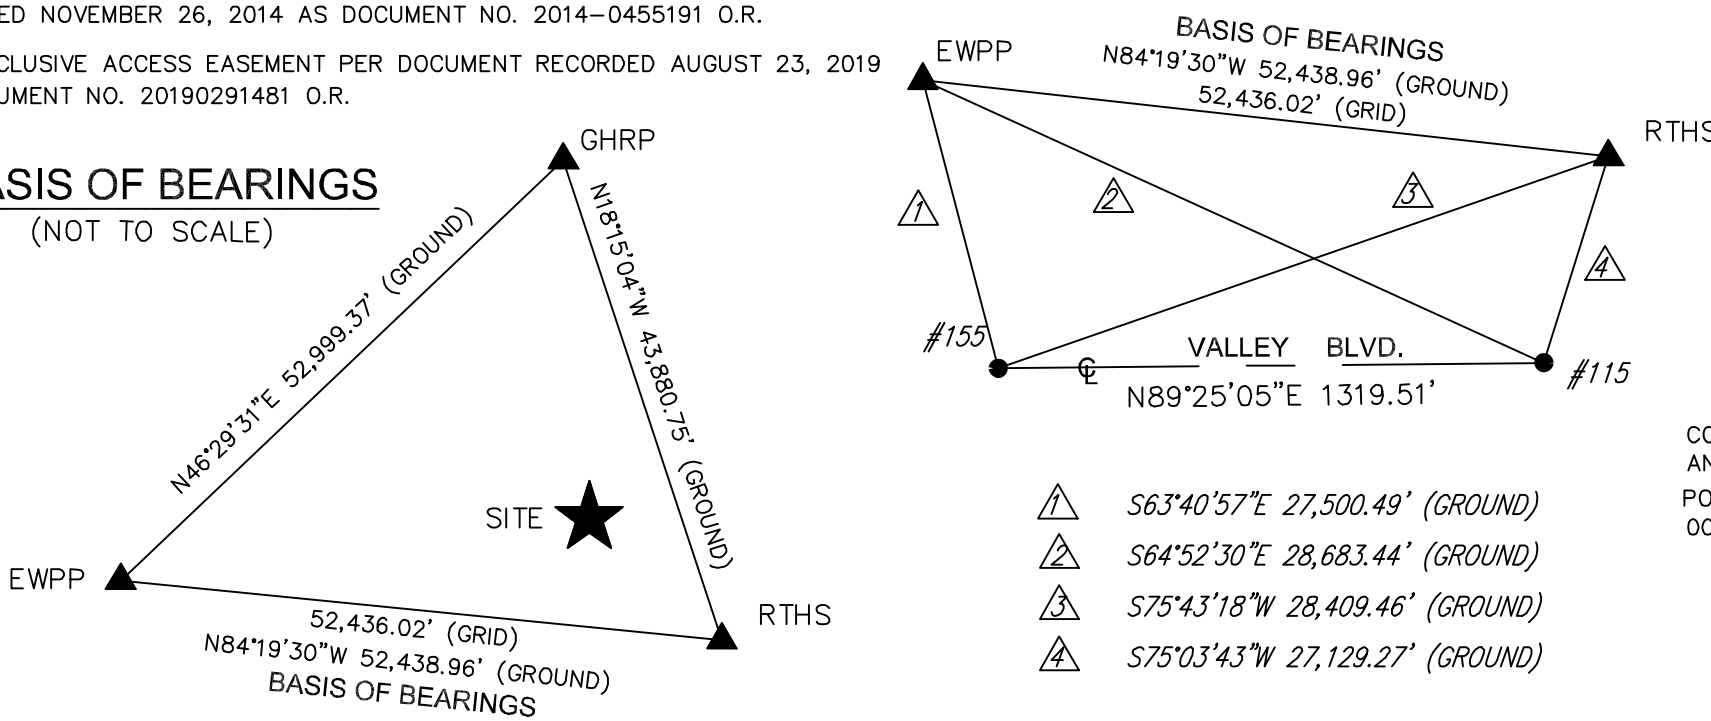 ED NOVEMBER 26, 2014 AS DOCUMENT NO. 2014-0455191 O.R.
CLUSIVE ACCESS EASEMENT PER DOCUMENT RECORDED AUGUST 23, 2019
UMENT NO. 20190291481 O.R.
ASIS OF BEARINGS
(NOT TO SCALE)
GHRP
N46°29'31"E 52,999.37' (GROUND)
N18°15'04"W 43,880.75' (GROUND)
SITE
EWPP
RTHS
52,436.02' (GRID)
N84°19'30"W 52,438.96' (GROUND)
BASIS OF BEARINGS
BASIS OF BEARINGS
N84°19'30"W 52,438.96' (GROUND)
52,436.02' (GRID)
EWPP
RTHS
1
2
3
4
#155
VALLEY BLVD.
℄
N89°25'05"E 1319.51'
#115
1 S63°40'57"E 27,500.49' (GROUND)
2 S64°52'30"E 28,683.44' (GROUND)
3 S75°43'18"W 28,409.46' (GROUND)
4 S75°03'43"W 27,129.27' (GROUND)
CO
AN
PO